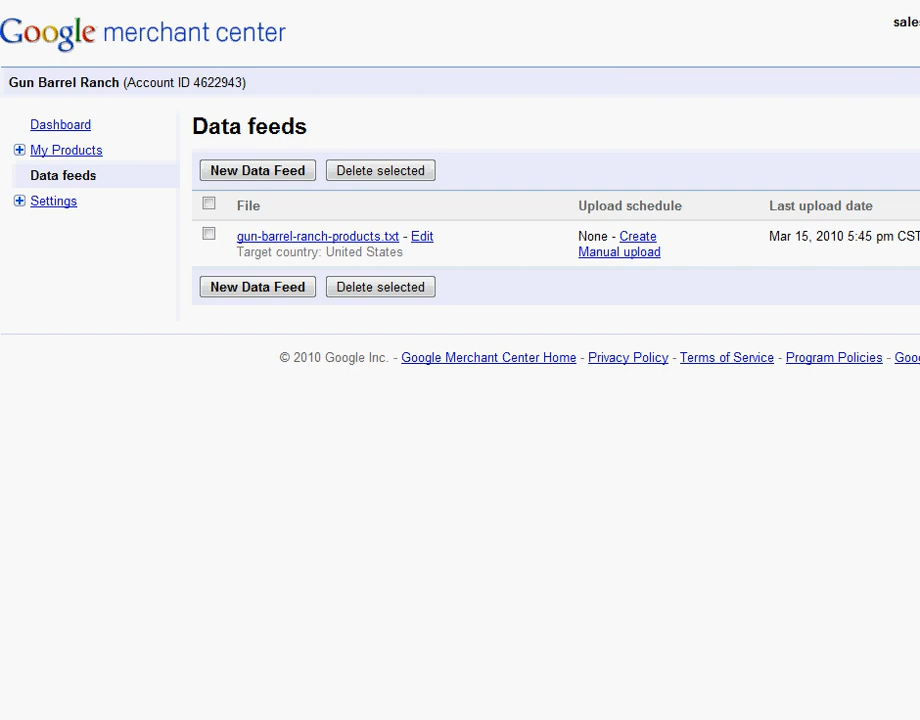 Google merchant center
sale
Gun Barrel Ranch (Account ID 4622943)
Dashboard
My Products
Data feeds
Settings
Data feeds
New Data Feed Delete selected
File Upload schedule Last upload date
gun-barrel-ranch-products.txt - Edit None - Create Mar 15, 2010 5:45 pm CST
Target country: United States Manual upload
New Data Feed Delete selected
© 2010 Google Inc. - Google Merchant Center Home - Privacy Policy - Terms of Service - Program Policies - Goo